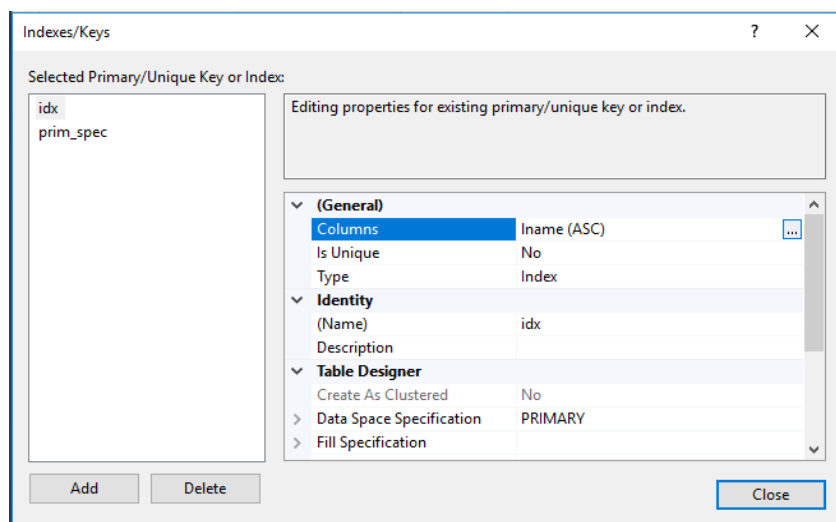 Indexes/Keys
? X
Selected Primary/Unique Key or Index:
idx
prim_spec
Editing properties for existing primary/unique key or index.
(General)
Columns lname (ASC) ...
Is Unique No
Type Index
Identity
(Name) idx
Description
Table Designer
Create As Clustered No
Data Space Specification PRIMARY
Fill Specification
Add Delete
Close